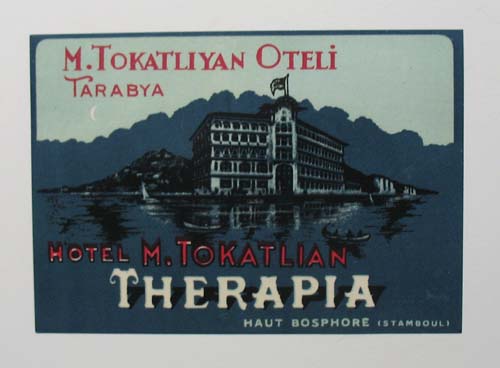 M. TOKATLIYAN OTELİ
TARABYA
HOTEL M. TOKATLIAN
THERAPIA
HAUT BOSPHORE (STAMBOUL)